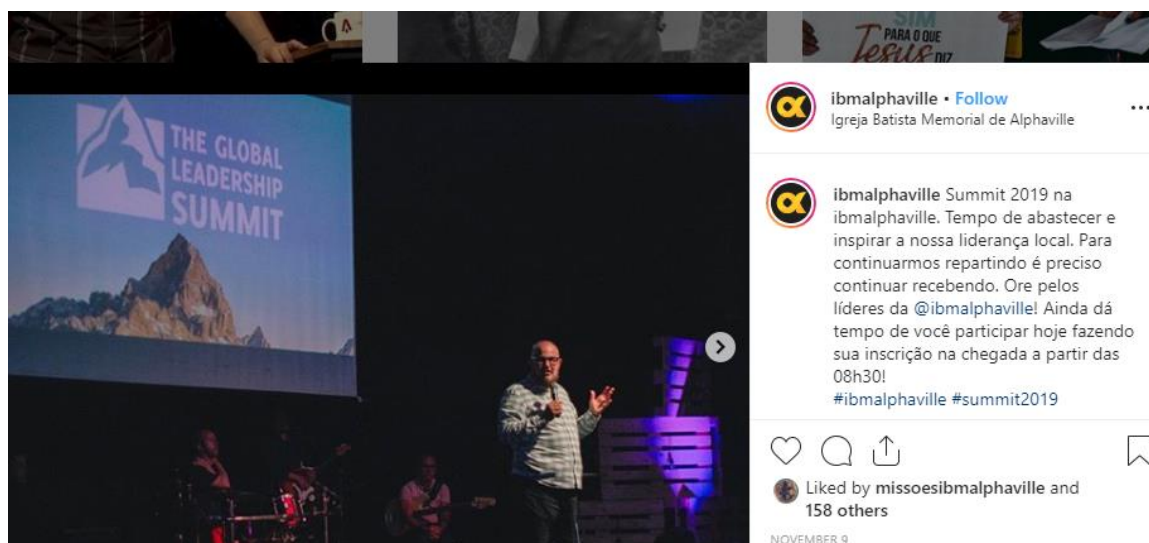 SIM
PARA O QUE
Jesus DIZ
THE GLOBAL
LEADERSHIP
SUMMIT
ibmalphaville • Follow
Igreja Batista Memorial de Alphaville
ibmalphaville Summit 2019 na
ibmalphaville. Tempo de abastecer e
inspirar a nossa liderança local. Para
continuarmos repartindo é preciso
continuar recebendo. Ore pelos
líderes da @ibmalphaville! Ainda dá
tempo de você participar hoje fazendo
sua inscrição na chegada a partir das
08h30!
#ibmalphaville #summit2019
Liked by missoesibmalphaville and
158 others
NOVEMBER 9